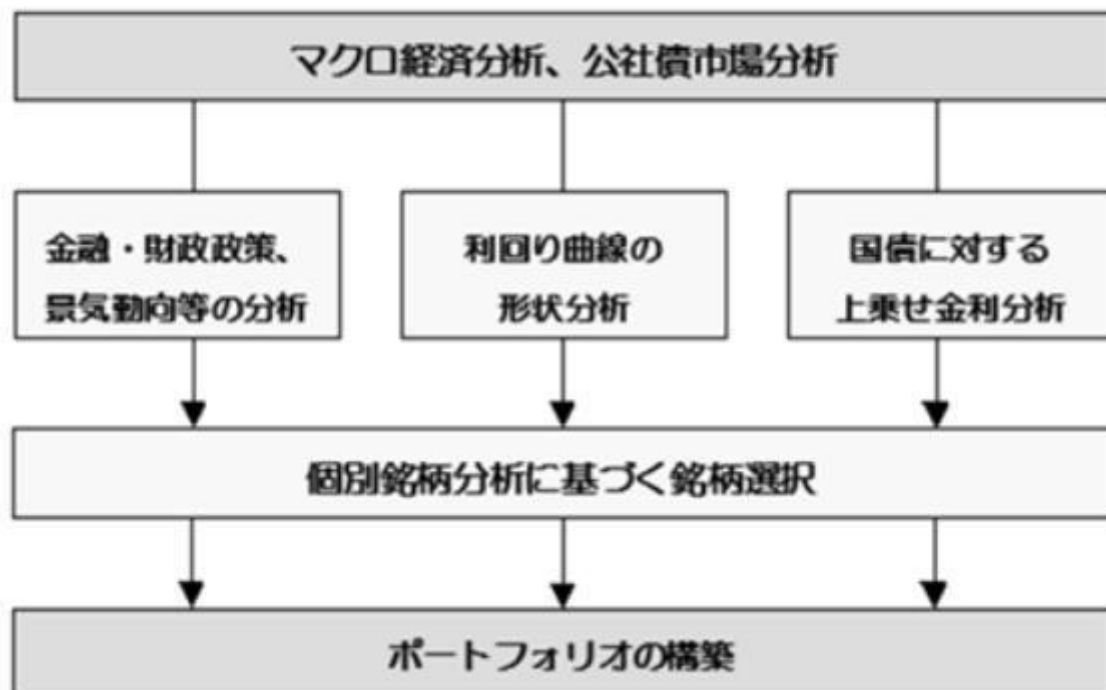 マクロ経済分析、公社債市場分析
金融・財政政策、
景気動向等の分析
利回り曲線の
形状分析
国債に対する
上乗せ金利分析
個別銘柄分析に基づく銘柄選択
ポートフォリオの構築